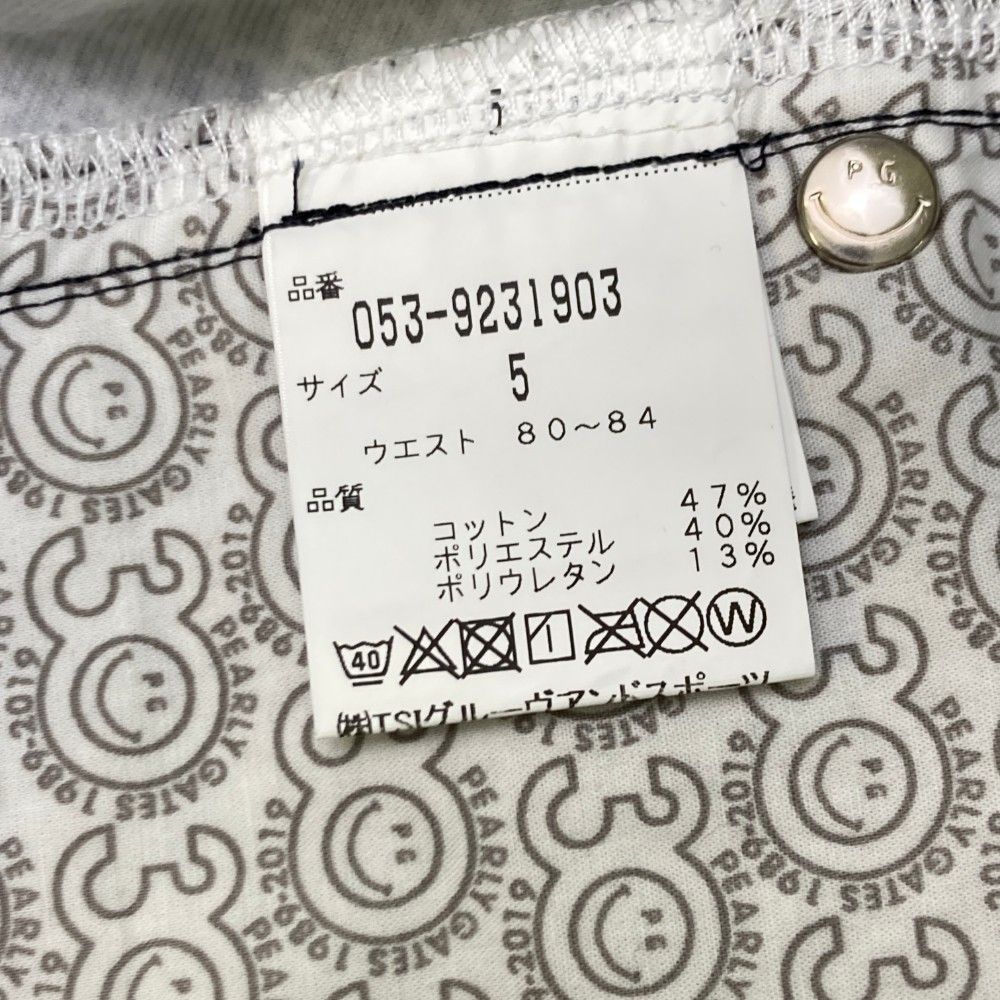 5
P G
品番
053-9231903
サイズ 5
ウエスト 80～84
品質
コットン 47%
ポリエステル 40%
ポリウレタン 13%
40
W
㈱TSIグルーヴアンドスポーツ
PEARLY GATES 1989-2019
PG